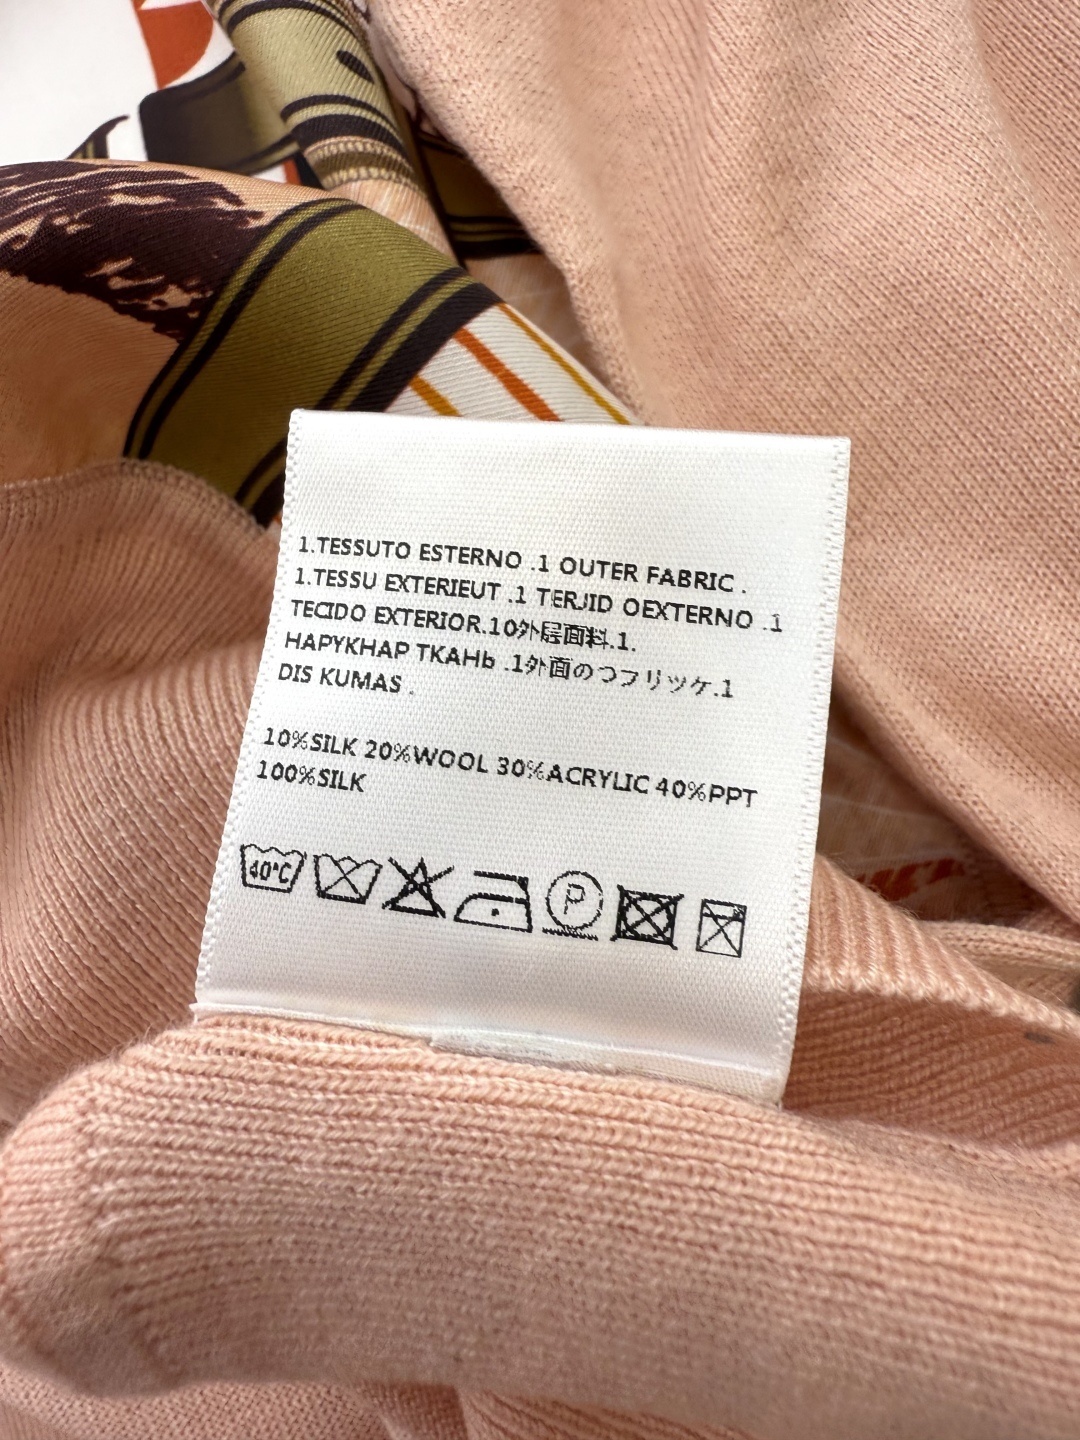 1.TESSUTO ESTERNO .1 OUTER FABRIC .
1.TESSU EXTERIEUT .1 TERJID OEXTERNO .1
TECIDO EXTERIOR.10外层面料.1.
HAPYKHAP TKAHb .1外面のつフリツケ.1
DIS KUMAS .
10%SILK 20%WOOL 30%ACRYLIC 40%PPT
100%SILK
40°C P